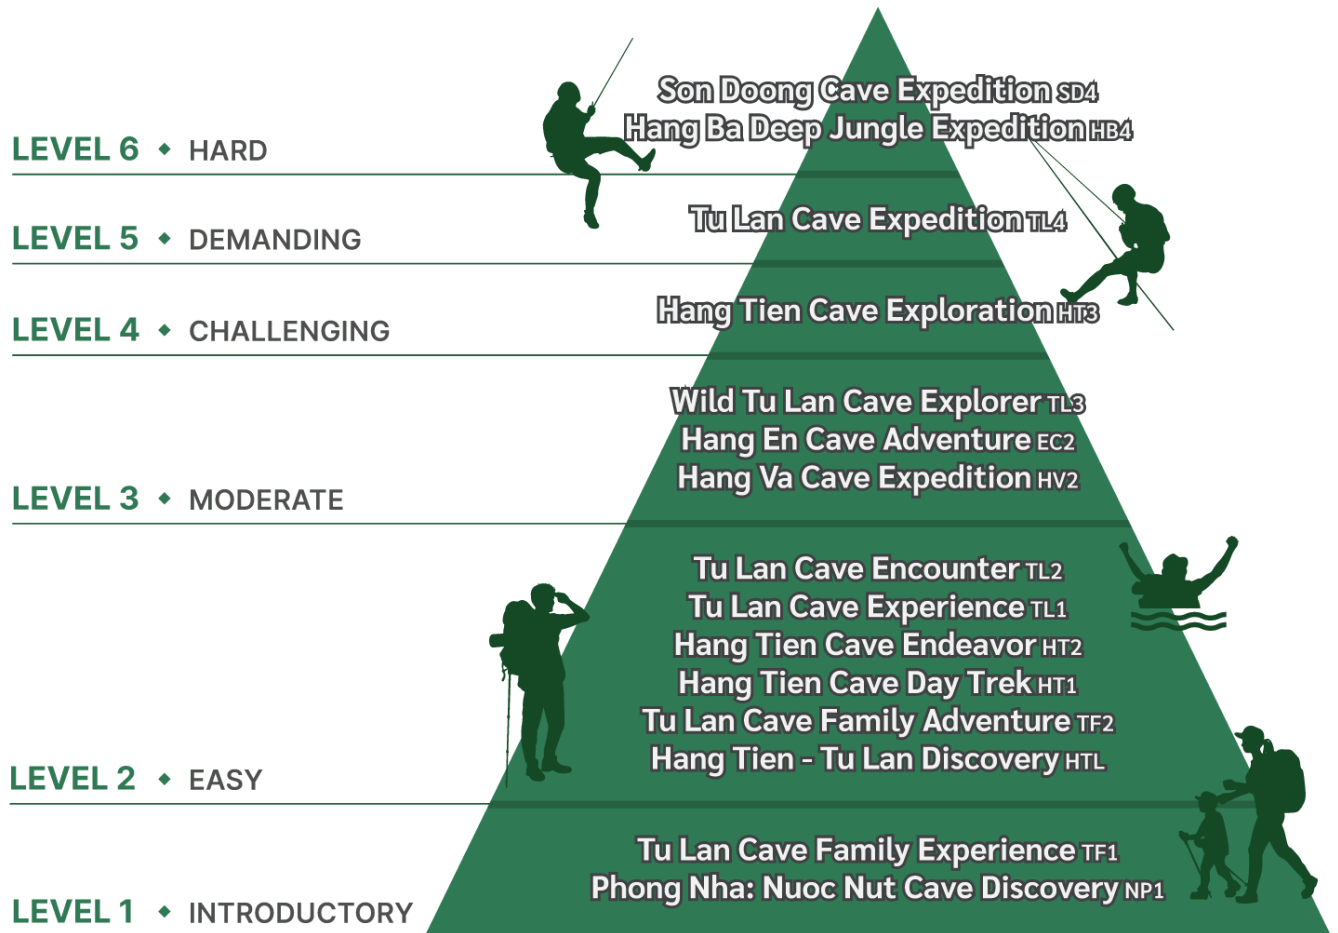 Son Doong Cave Expedition SD4
Hang Ba Deep Jungle Expedition HB4
LEVEL 6 ◆ HARD
Tu Lan Cave Expedition TL4
LEVEL 5 ◆ DEMANDING
Hang Tien Cave Exploration HT3
LEVEL 4 ◆ CHALLENGING
Wild Tu Lan Cave Explorer TL3
Hang En Cave Adventure EC2
Hang Va Cave Expedition HV2
LEVEL 3 ◆ MODERATE
Tu Lan Cave Encounter TL2
Tu Lan Cave Experience TL1
Hang Tien Cave Endeavor HT2
Hang Tien Cave Day Trek HT1
Tu Lan Cave Family Adventure TF2
Hang Tien - Tu Lan Discovery HTL
LEVEL 2 ◆ EASY
Tu Lan Cave Family Experience TF1
Phong Nha: Nuoc Nut Cave Discovery NP1
LEVEL 1 ◆ INTRODUCTORY